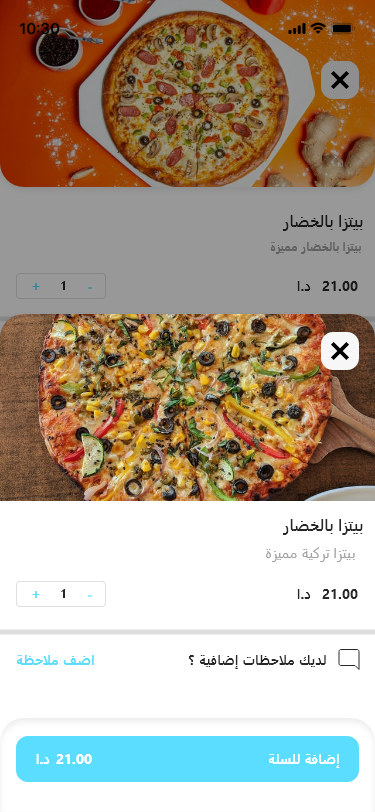 10:30
بيتزا بالخضار
بيتزا بالخضار مميزة
21.00 د.ا
- 1 +
بيتزا بالخضار
بيتزا تركية مميزة
21.00 د.ا
- 1 +
لديك ملاحظات إضافية ؟ اضف ملاحظة
إضافة للسلة 21.00 د.ا